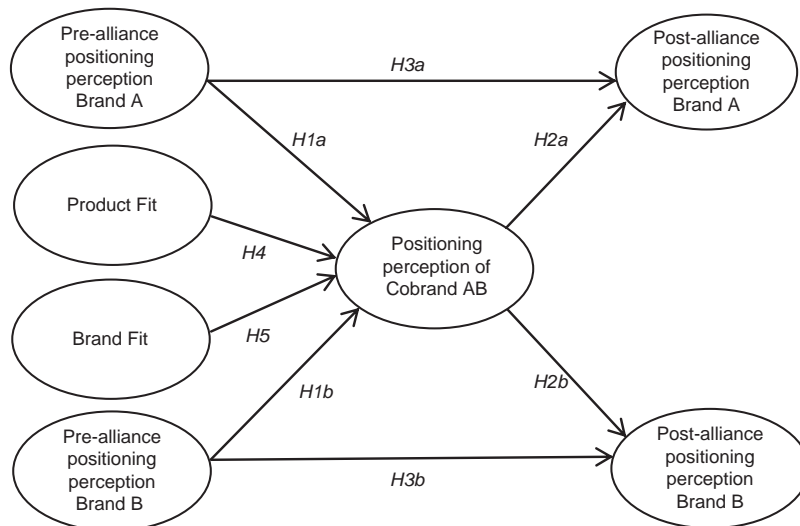 Pre-alliance
positioning
perception
Brand A
H3a
Post-alliance
positioning
perception
Brand A
H1a
H2a
Product Fit
H4
Positioning
perception of
Cobrand AB
Brand Fit
H5
H1b
H2b
Pre-alliance
positioning
perception
Brand B
H3b
Post-alliance
positioning
perception
Brand B